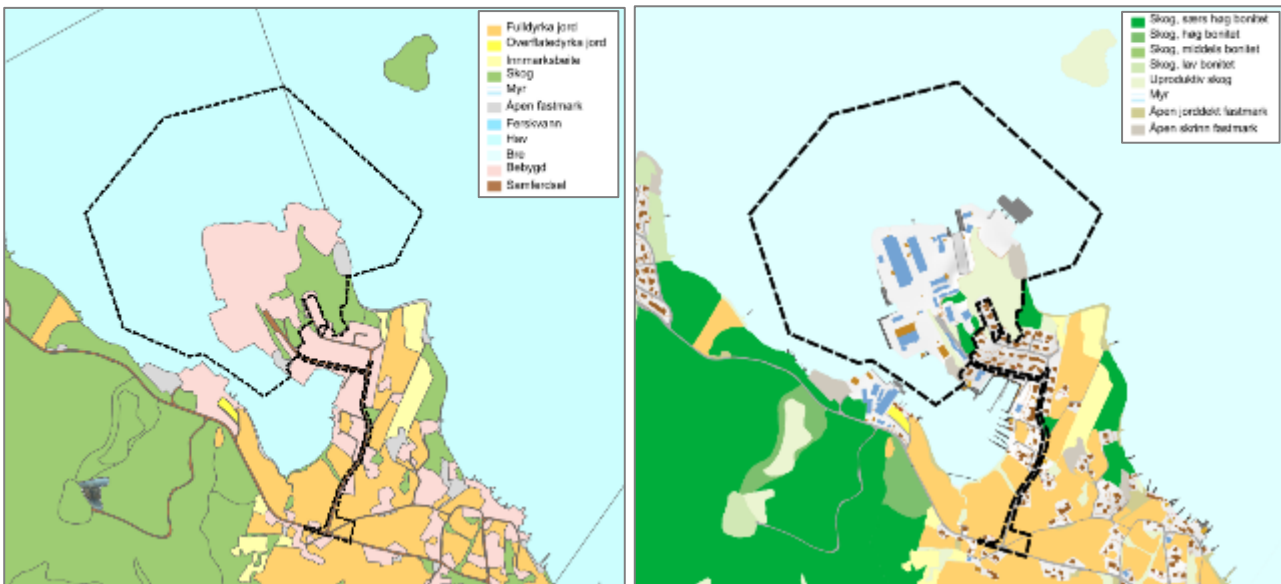 Fulldyrka jord
Overflatedyrka jord
Innmarksbeite
Skog
Myr
Åpen fastmark
Ferskvann
Hav
Bre
Bebygd
Samferdsel
Skog, særs høg bonitet
Skog, høg bonitet
Skog, middels bonitet
Skog, lav bonitet
Uproduktiv skog
Myr
Åpen jorddekt fastmark
Åpen skrinn fastmark